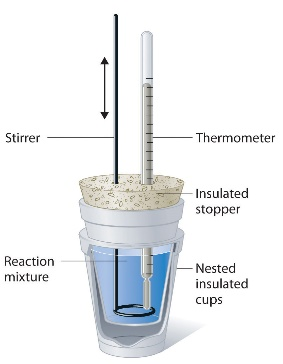 Stirrer
Thermometer
Insulated
stopper
Reaction
mixture
Nested
insulated
cups